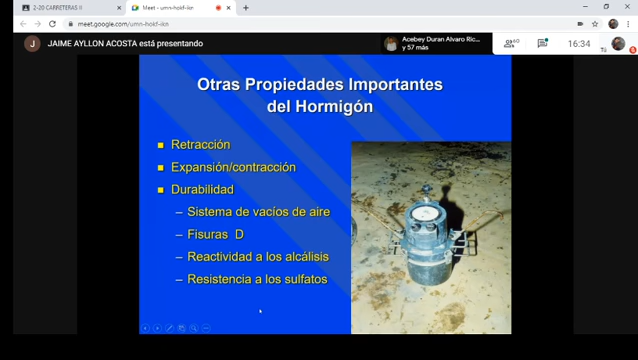 2-20 CARRETERAS II
Meet - umn-hokf-ikn
meet.google.com/umn-hokf-ikn
J JAIME AYLLON ACOSTA está presentando
Acebey Duran Alvaro Ric...
y 57 más
60
16:34
Otras Propiedades Importantes
del Hormigón
Retracción
Expansión/contracción
Durabilidad
– Sistema de vacíos de aire
– Fisuras D
– Reactividad a los alcálisis
– Resistencia a los sulfatos